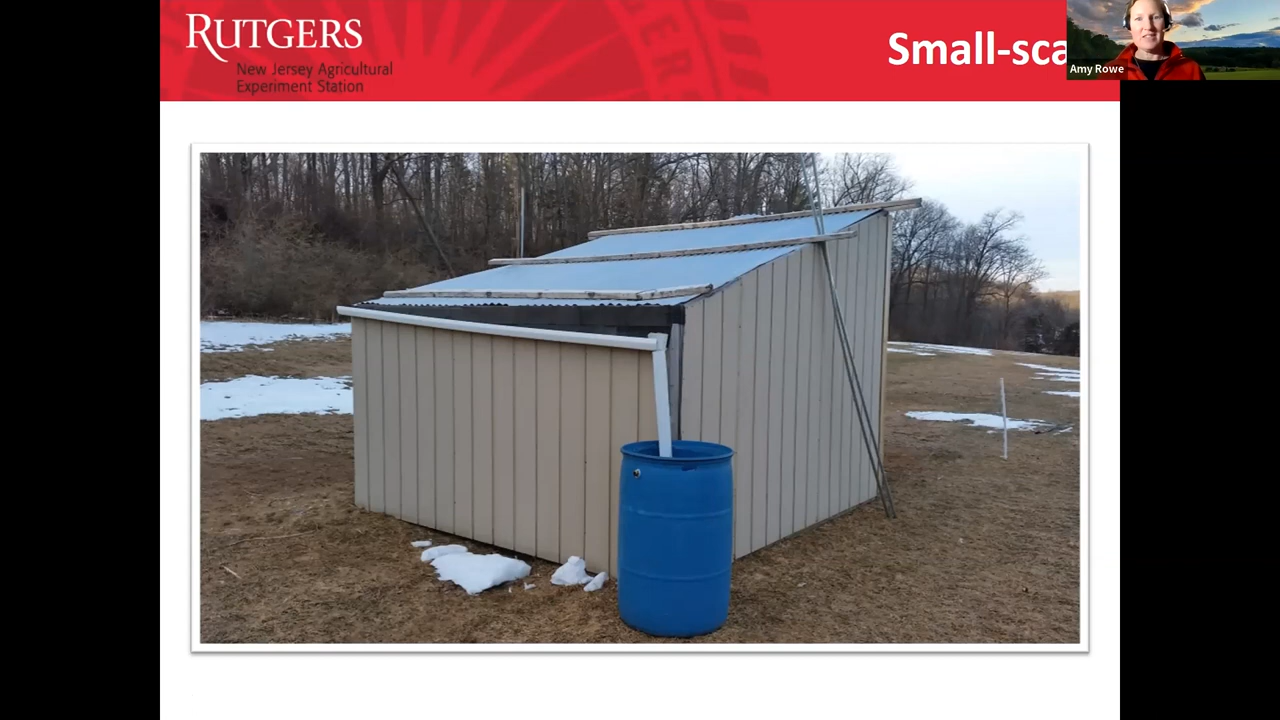 RUTGERS
New Jersey Agricultural
Experiment Station
Small-sca
Amy Rowe